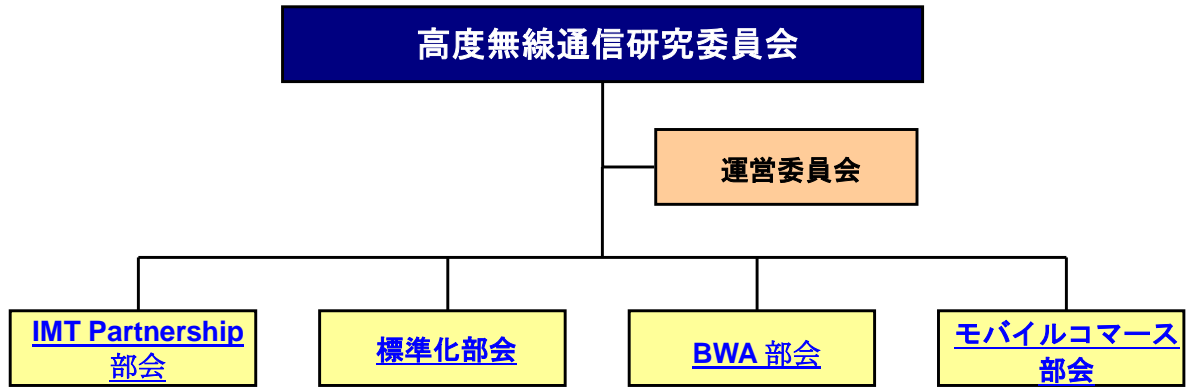 高度無線通信研究委員会
運営委員会
IMT Partnership
部会
標準化部会
BWA 部会
モバイルコマース
部会